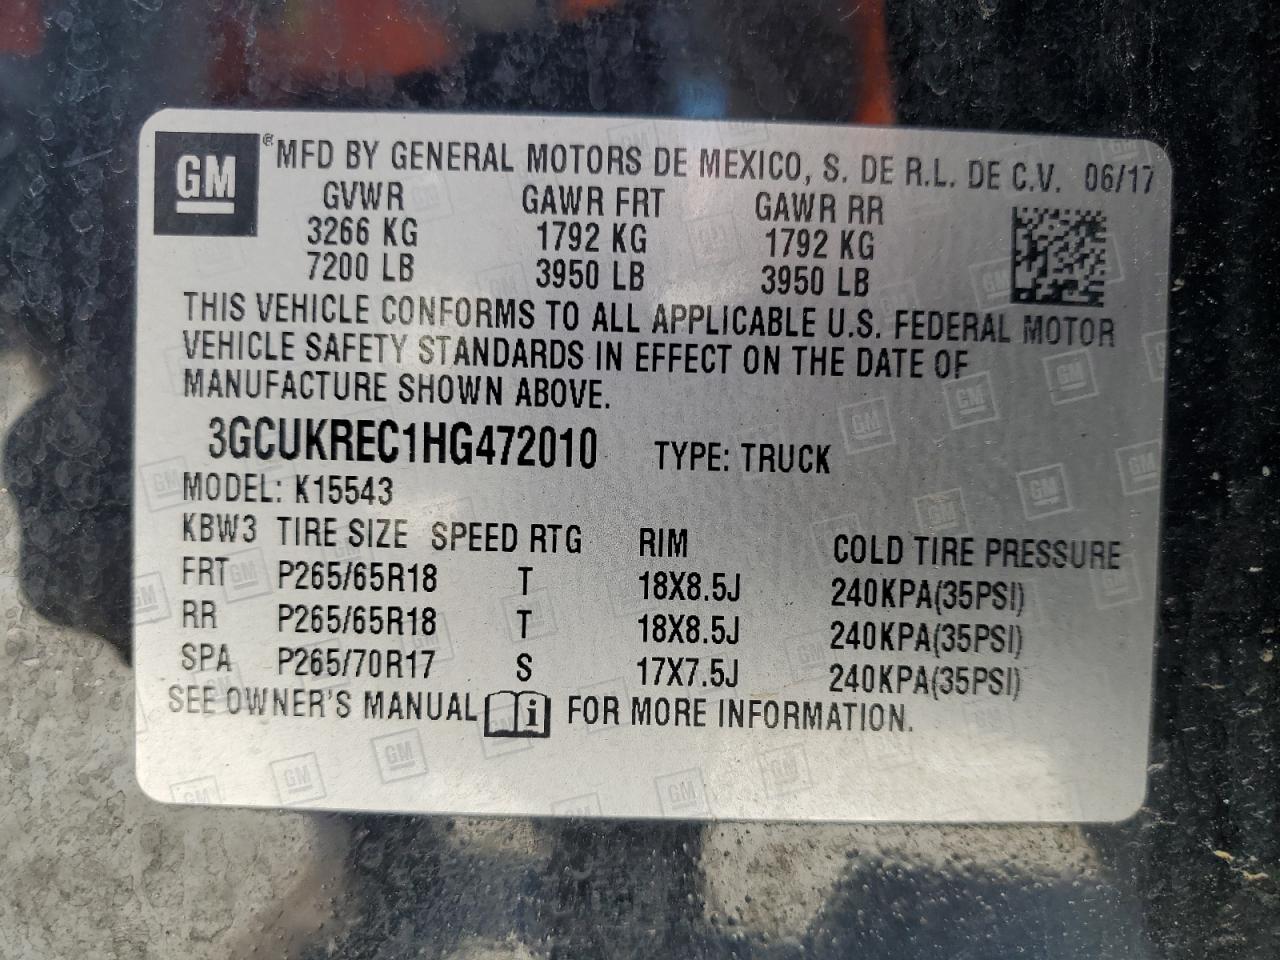 GM ® MFD BY GENERAL MOTORS DE MEXICO, S. DE R.L. DE C.V. 06/17
GVWR GAWR FRT GAWR RR
3266 KG 1792 KG 1792 KG
7200 LB 3950 LB 3950 LB
THIS VEHICLE CONFORMS TO ALL APPLICABLE U.S. FEDERAL MOTOR
VEHICLE SAFETY STANDARDS IN EFFECT ON THE DATE OF
MANUFACTURE SHOWN ABOVE.
3GCUKREC1HG472010 TYPE: TRUCK
MODEL: K15543
KBW3 TIRE SIZE SPEED RTG RIM COLD TIRE PRESSURE
FRT P265/65R18 T 18X8.5J 240KPA(35PSI)
RR P265/65R18 T 18X8.5J 240KPA(35PSI)
SPA P265/70R17 S 17X7.5J 240KPA(35PSI)
SEE OWNER'S MANUAL i FOR MORE INFORMATION.